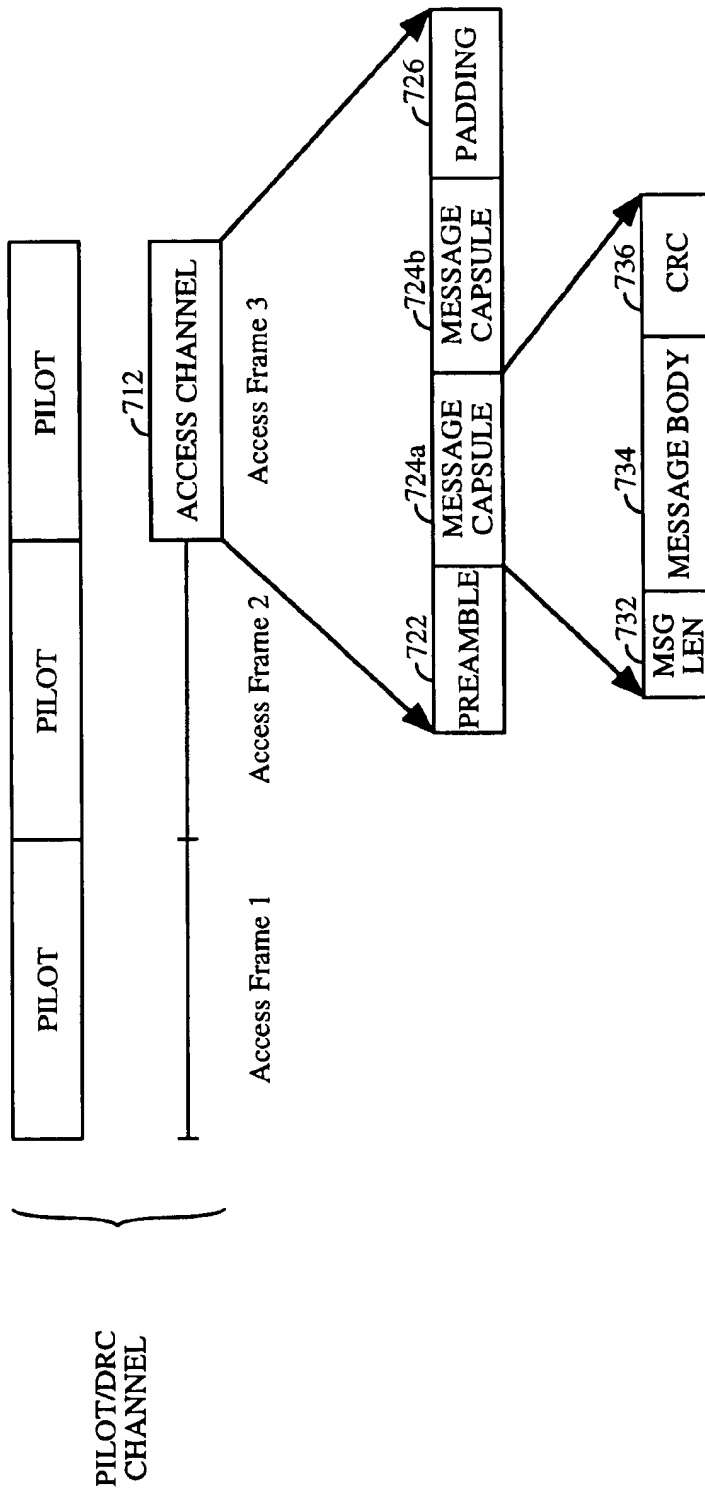 PILOT/DRC
CHANNEL
PILOT
PILOT
PILOT
712
ACCESS CHANNEL
Access Frame 1
Access Frame 2
Access Frame 3
722
724a
724b
726
PREAMBLE
MESSAGE
CAPSULE
MESSAGE
CAPSULE
PADDING
732
734
736
MSG
LEN
MESSAGE BODY
CRC